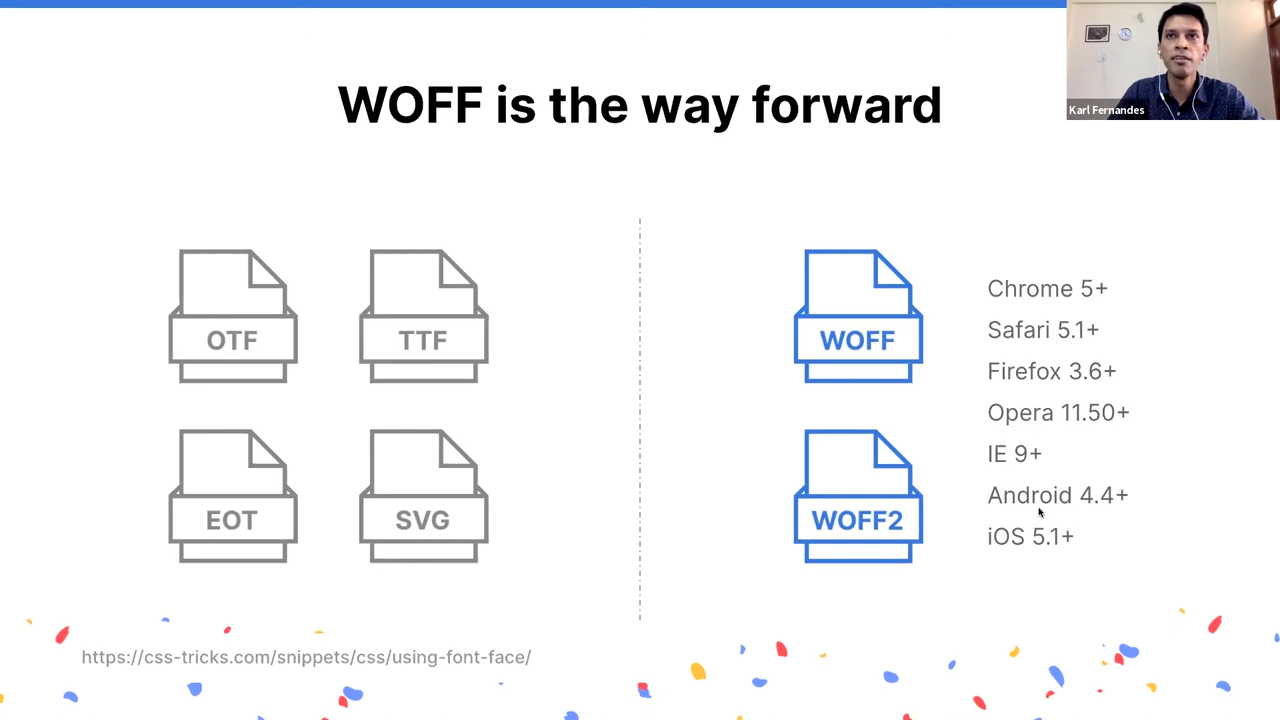 WOFF is the way forward
Karl Fernandes
OTF
TTF
EOT
SVG
WOFF
WOFF2
Chrome 5+
Safari 5.1+
Firefox 3.6+
Opera 11.50+
IE 9+
Android 4.4+
iOS 5.1+
https://css-tricks.com/snippets/css/using-font-face/